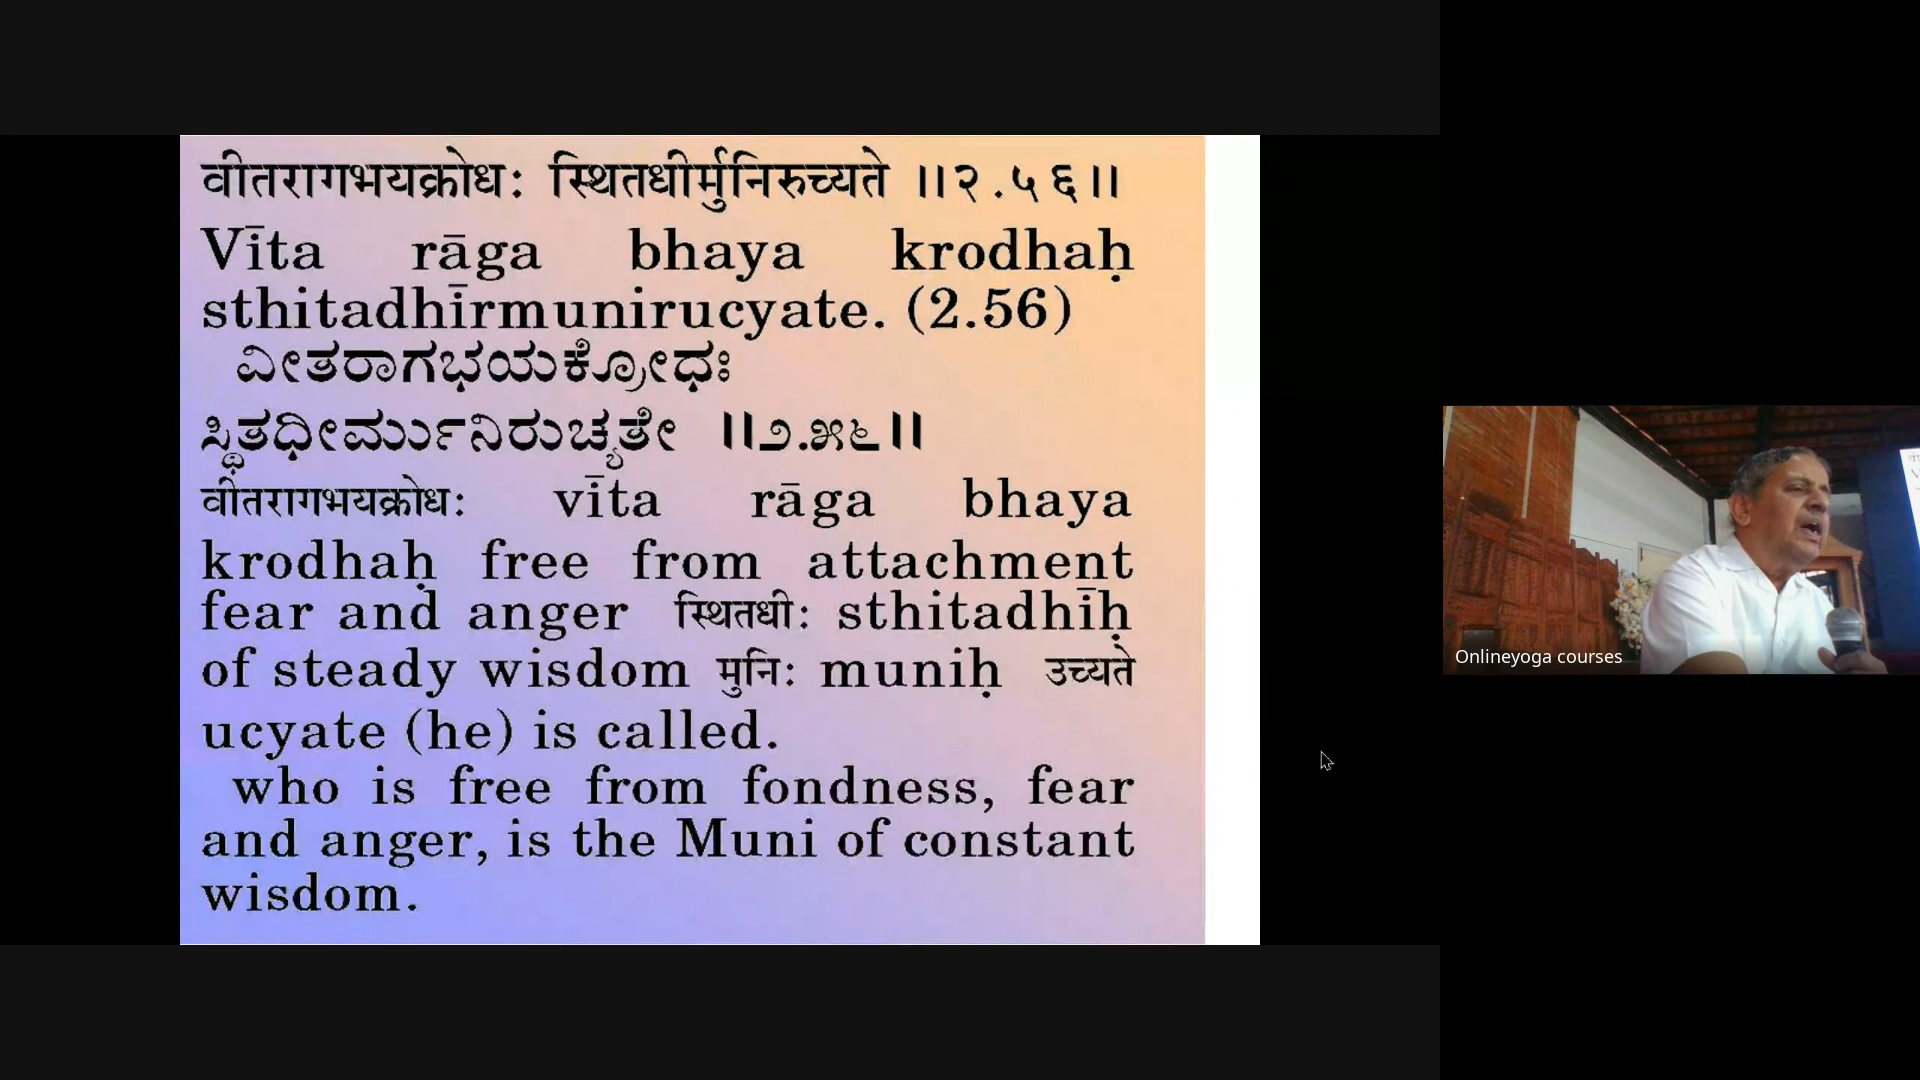 वीतरागभयक्रोधः स्थितधीर्मुनिरुच्यते ।।२.५६।।
Vīta rāga bhaya krodhaḥ
sthitadhīrmunirucyate. (2.56)
ವೀತರಾಗಭಯಕ್ರೋಧಃ
ಸ್ಥಿತಧೀರ್ಮುನಿರುಚ್ಯತೇ ।।೨.೫೬।।
वीतरागभयक्रोधः vīta rāga bhaya
krodhaḥ free from attachment
fear and anger स्थितधीः sthitadhīḥ
of steady wisdom मुनिः muniḥ उच्यते
ucyate (he) is called.
who is free from fondness, fear
and anger, is the Muni of constant
wisdom.
Onlineyoga courses